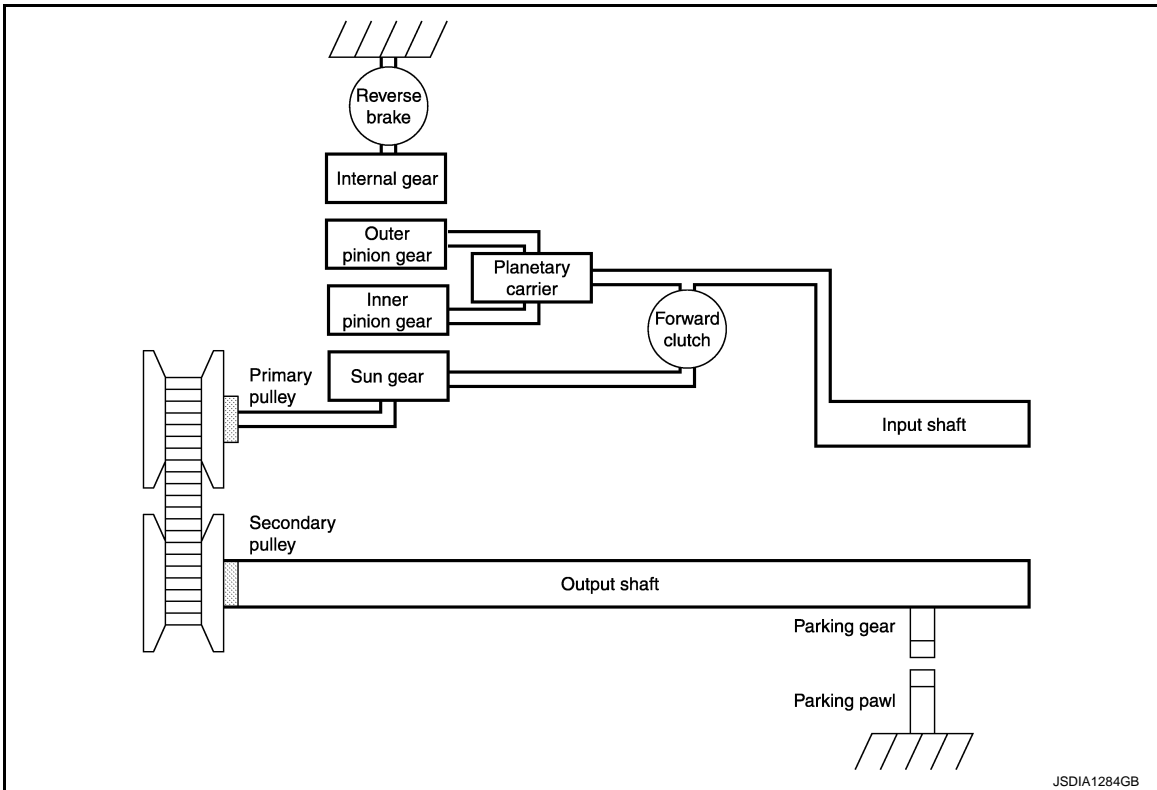 Reverse
brake
Internal gear
Outer
pinion gear
Planetary
carrier
Inner
pinion gear
Forward
clutch
Sun gear
Primary
pulley
Input shaft
Secondary
pulley
Output shaft
Parking gear
Parking pawl
JSDIA1284GB